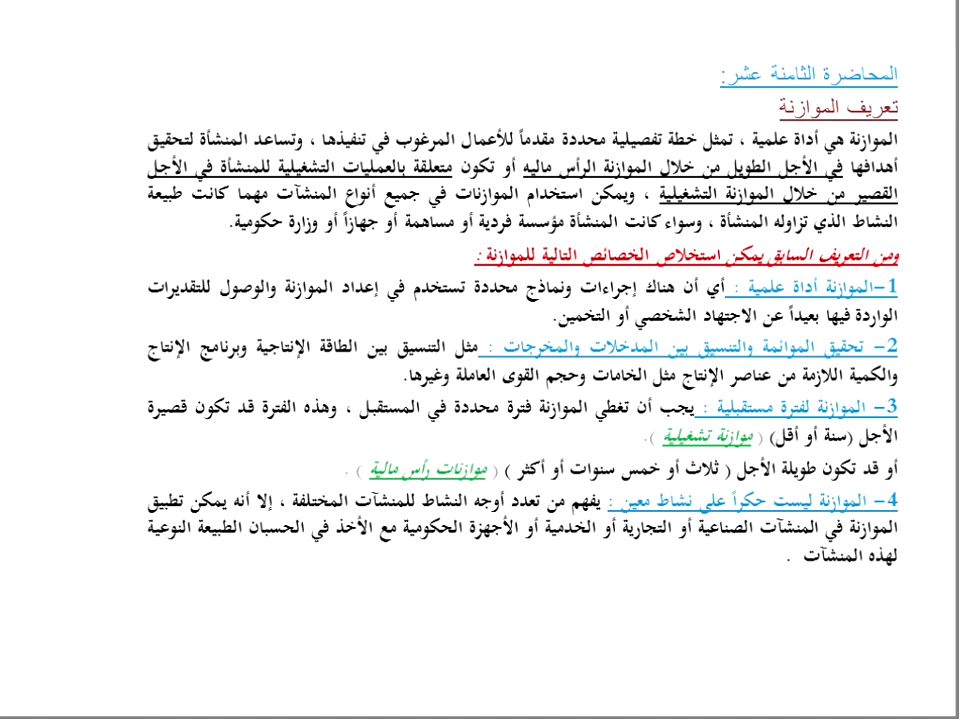 المحاضرة الثامنة عشر:
تعريف الموازنة
الموازنة هي أداة علمية ، تمثل خطة تفصيلية محددة مقدماً للأعمال المرغوب في تنفيذها ، وتساعد المنشأة لتحقيق
أهدافها في الأجل الطويل من خلال الموازنة الرأس ماليه أو تكون متعلقة بالعمليات التشغيلية للمنشأة في الأجل
القصير من خلال الموازنة التشغيلية ، ويمكن استخدام الموازنات في جميع أنواع المنشآت مهما كانت طبيعة
النشاط الذي تزاوله المنشأة ، وسواء كانت المنشأة مؤسسة فردية أو مساهمة أو جهازاً أو وزارة حكومية.
ومن التعريف السابق يمكن استخلاص الخصائص التالية للموازنة :
1-الموازنة أداة علمية : أي أن هناك إجراءات ونماذج محددة تستخدم في إعداد الموازنة والوصول للتقديرات
الواردة فيها بعيداً عن الاجتهاد الشخصي أو التخمين.
2- تحقيق الموائمة والتنسيق بين المدخلات والمخرجات : مثل التنسيق بين الطاقة الإنتاجية وبرنامج الإنتاج
والكمية اللازمة من عناصر الإنتاج مثل الخامات وحجم القوى العاملة وغيرها.
3- الموازنة لفترة مستقبلية : يجب أن تغطي الموازنة فترة محددة في المستقبل ، وهذه الفترة قد تكون قصيرة
الأجل (سنة أو أقل) ( موازنة تشغيلية ).
أو قد تكون طويلة الأجل ( ثلاث أو خمس سنوات أو أكثر ) ( موازنات رأس مالية ) .
4- الموازنة ليست حكراً على نشاط معين : يفهم من تعدد أوجه النشاط للمنشآت المختلفة ، إلا أنه يمكن تطبيق
الموازنة في المنشآت الصناعية أو التجارية أو الخدمية أو الأجهزة الحكومية مع الأخذ في الحسبان الطبيعة النوعية
لهذه المنشآت .